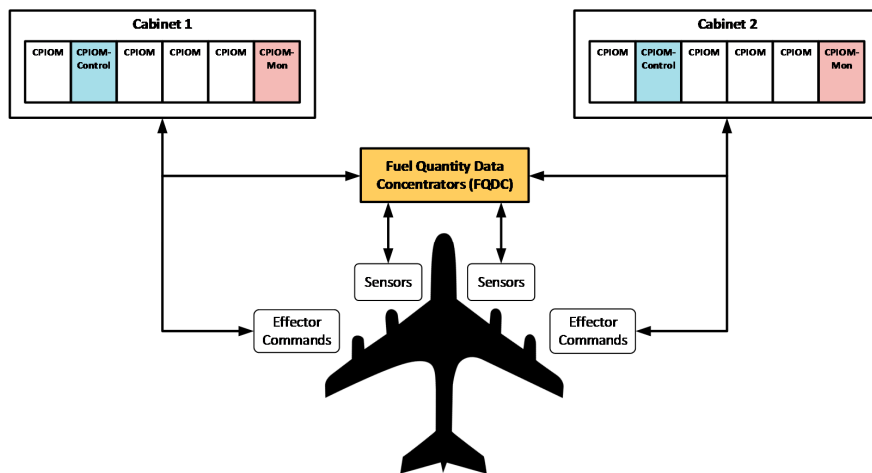 Cabinet 1
CPIOM
CPIOM-
Control
CPIOM
CPIOM
CPIOM
CPIOM-
Mon
Cabinet 2
CPIOM
CPIOM-
Control
CPIOM
CPIOM
CPIOM
CPIOM-
Mon
Fuel Quantity Data
Concentrators (FQDC)
Sensors
Sensors
Effector
Commands
Effector
Commands